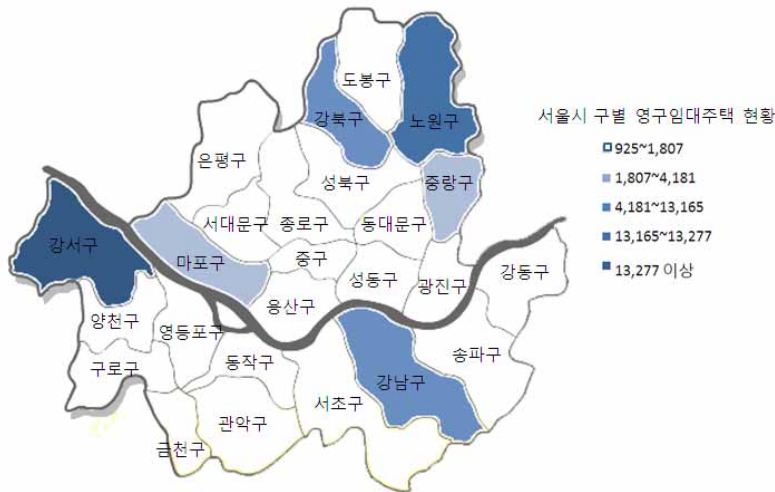 도봉구
강북구
노원구
은평구
성북구
중랑구
서대문구
종로구
동대문구
강서구
마포구
중구
성동구
광진구
강동구
용산구
양천구
영등포구
송파구
구로구
동작구
강남구
서초구
관악구
금천구
서울시 구별 영구임대주택 현황
925~1,807
1,807~4,181
4,181~13,165
13,165~13,277
13,277 이상